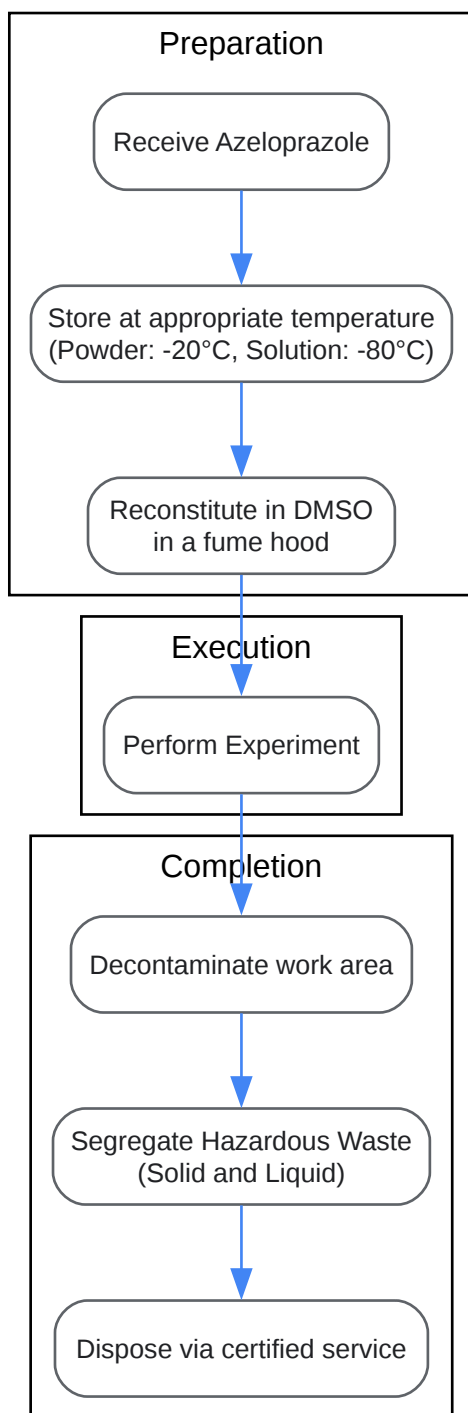 Preparation
Receive Azeloprazole
Store at appropriate temperature
(Powder: -20°C, Solution: -80°C)
Reconstitute in DMSO
in a fume hood
Execution
Perform Experiment
Completion
Decontaminate work area
Segregate Hazardous Waste
(Solid and Liquid)
Dispose via certified service